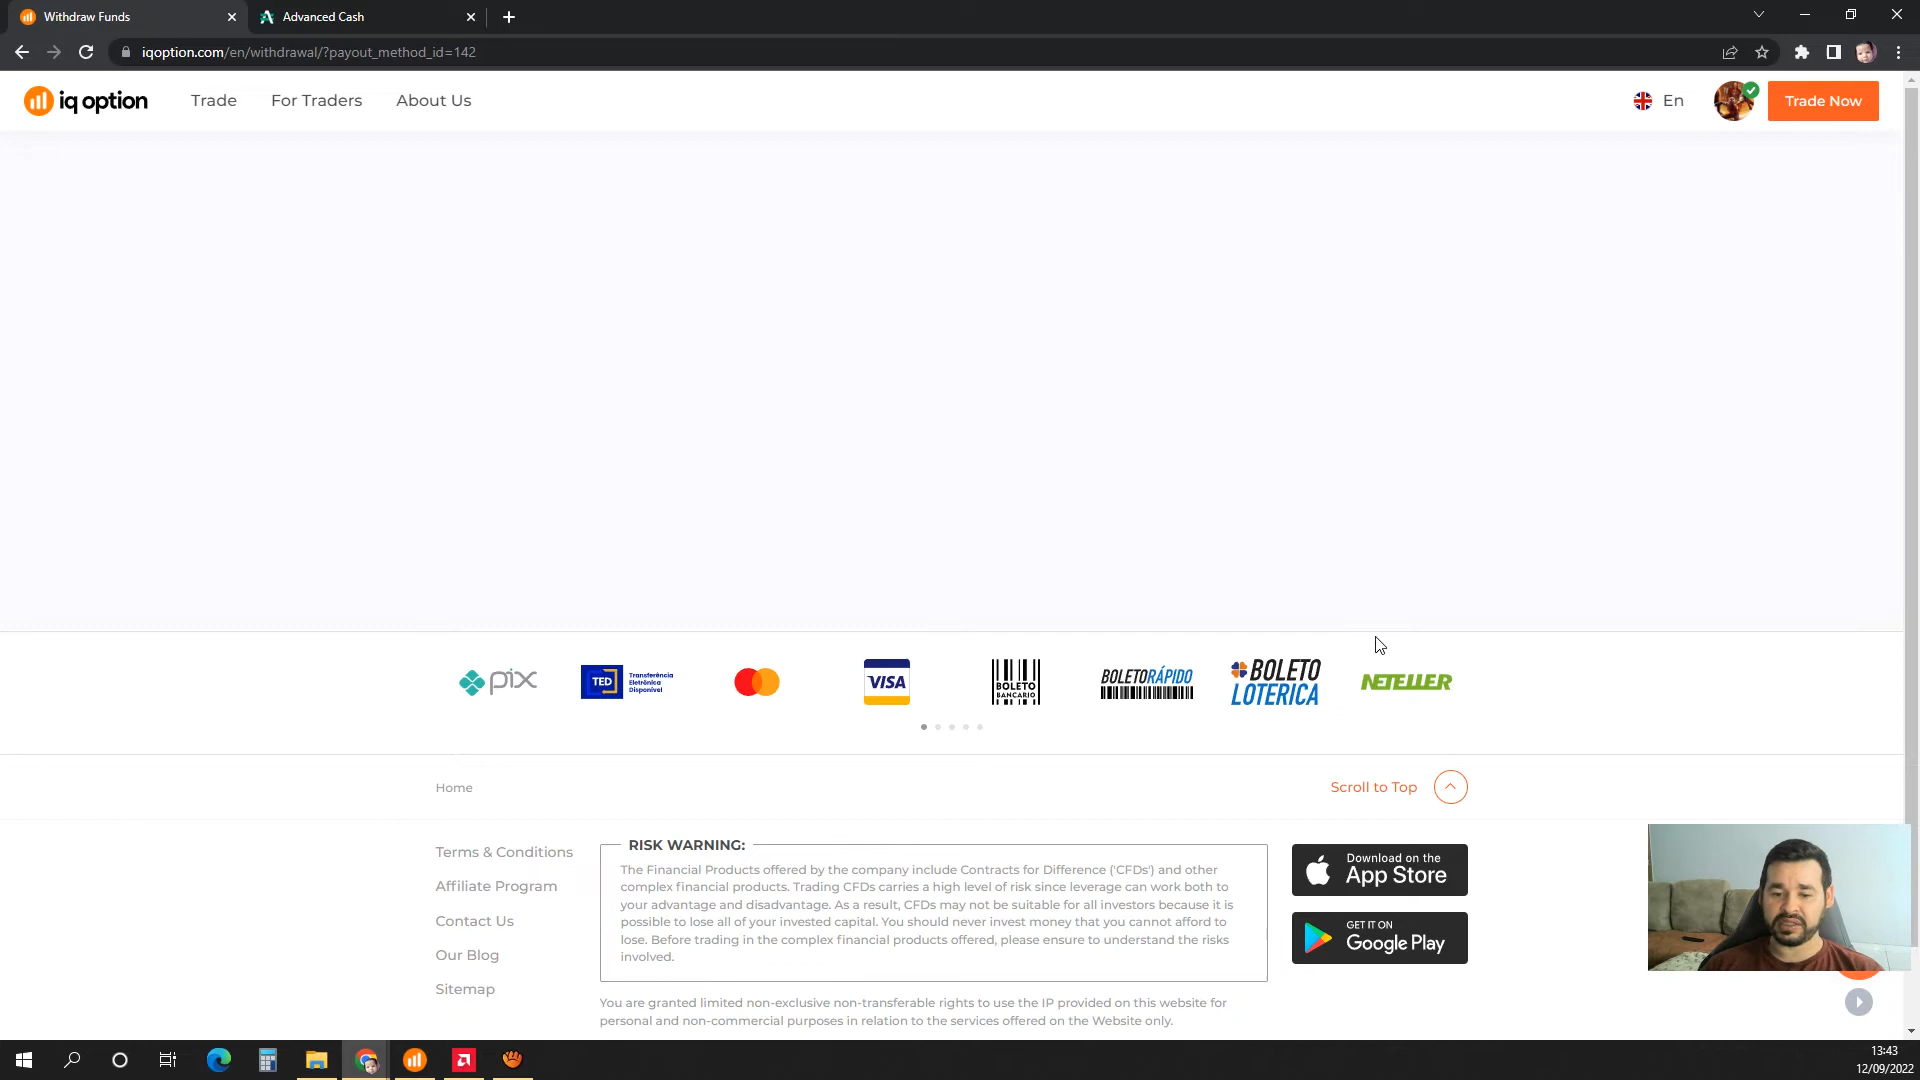 Withdraw Funds
Advanced Cash
iqoption.com/en/withdrawal/?payout_method_id=142
iq option
Trade
For Traders
About Us
En
Trade Now
pix
TED Transferência Eletrônica Disponível
VISA
BOLETO BANCARIO
BOLETORÁPIDO
BOLETO LOTERICA
NETELLER
Home
Scroll to Top
Terms & Conditions
Affiliate Program
Contact Us
Our Blog
Sitemap
RISK WARNING:
The Financial Products offered by the company include Contracts for Difference ('CFDs') and other
complex financial products. Trading CFDs carries a high level of risk since leverage can work both to
your advantage and disadvantage. As a result, CFDs may not be suitable for all investors because it is
possible to lose all of your invested capital. You should never invest money that you cannot afford to
lose. Before trading in the complex financial products offered, please ensure to understand the risks
involved.
You are granted limited non-exclusive non-transferable rights to use the IP provided on this website for
personal and non-commercial purposes in relation to the services offered on the Website only.
Download on the
App Store
GET IT ON
Google Play
13:43
12/09/2022